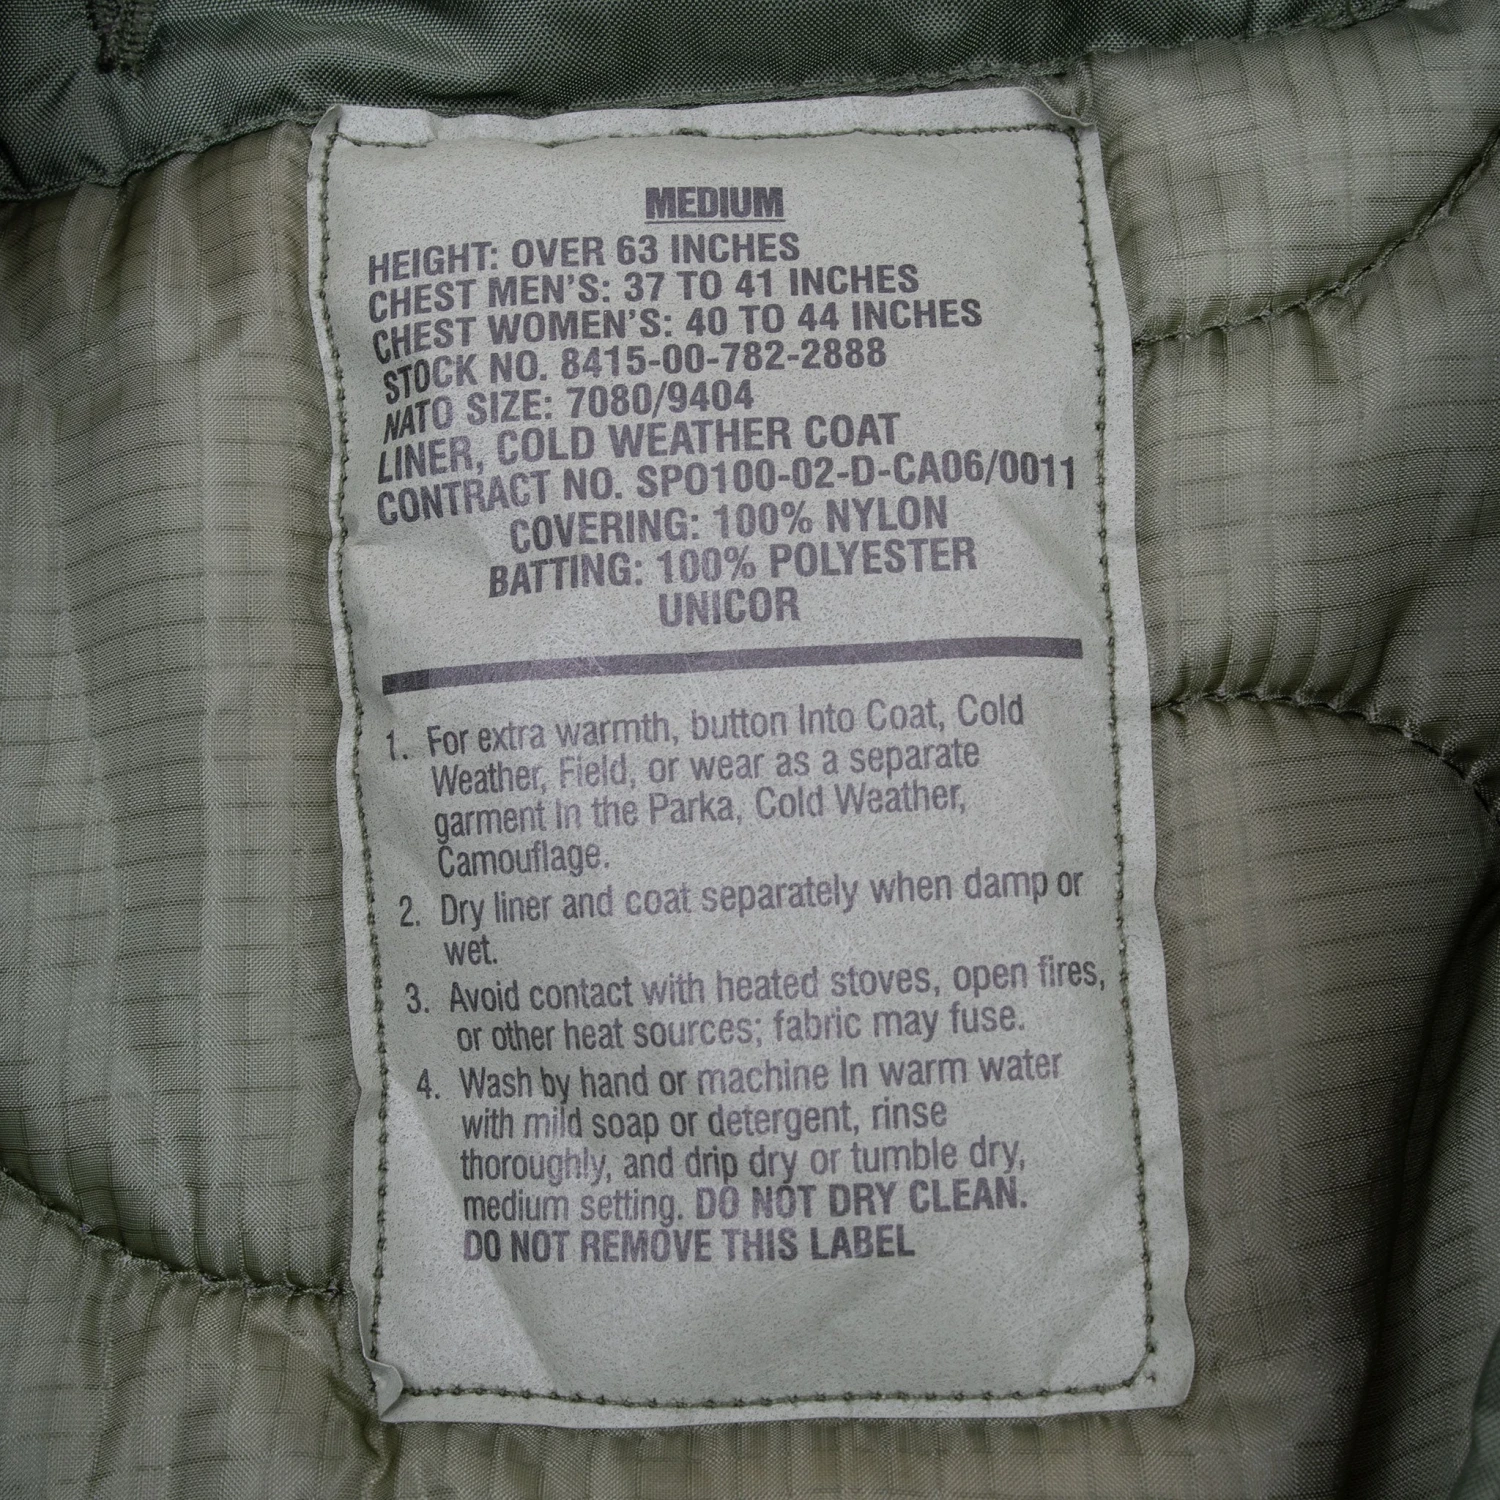 MEDIUM
HEIGHT: OVER 63 INCHES
CHEST MEN'S: 37 TO 41 INCHES
CHEST WOMEN'S: 40 TO 44 INCHES
STOCK NO. 8415-00-782-2888
NATO SIZE: 7080/9404
LINER, COLD WEATHER COAT
CONTRACT NO. SPO100-02-D-CA06/0011
COVERING: 100% NYLON
BATTING: 100% POLYESTER
UNICOR
1. For extra warmth, button Into Coat, Cold
Weather, Field, or wear as a separate
garment In the Parka, Cold Weather,
Camouflage.
2. Dry liner and coat separately when damp or
wet.
3. Avoid contact with heated stoves, open fires,
or other heat sources; fabric may fuse.
4. Wash by hand or machine In warm water
with mild soap or detergent, rinse
thoroughly, and drip dry or tumble dry,
medium setting. DO NOT DRY CLEAN.
DO NOT REMOVE THIS LABEL